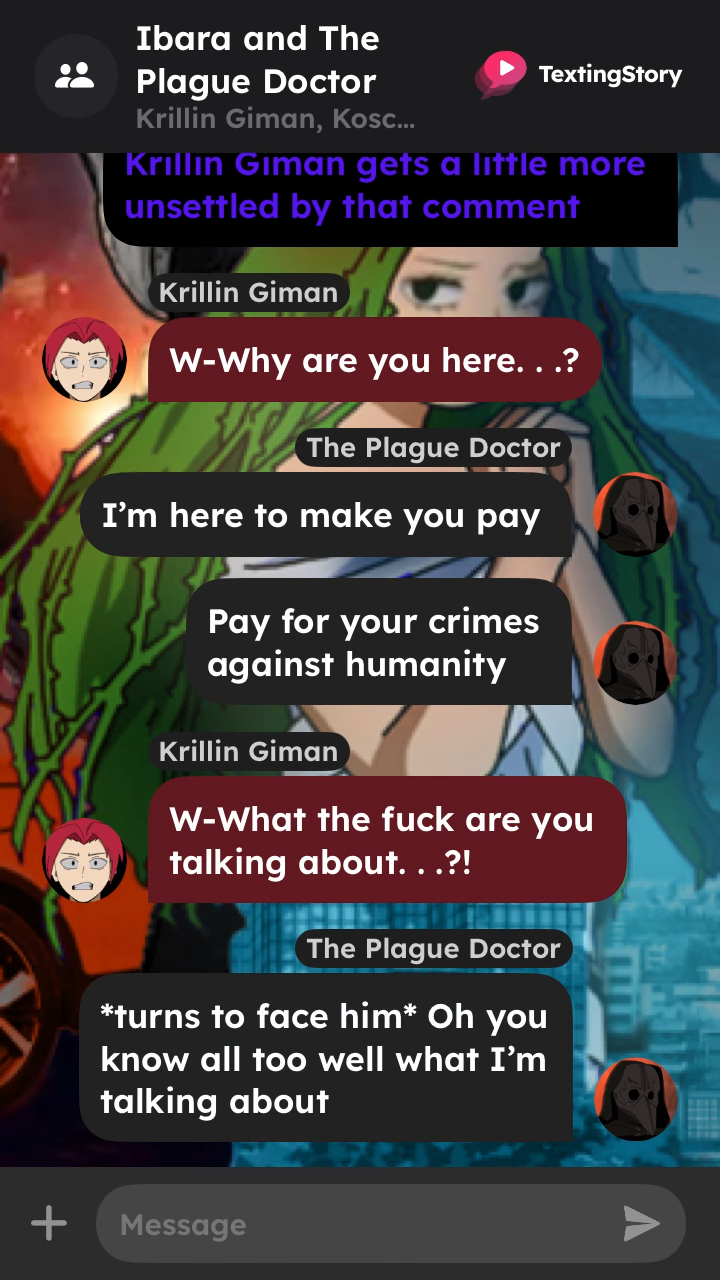 Ibara and The
Plague Doctor
Krillin Giman, Kosc...
TextingStory
Krillin Giman gets a little more
unsettled by that comment
Krillin Giman
W-Why are you here. . .?
The Plague Doctor
I’m here to make you pay
Pay for your crimes
against humanity
Krillin Giman
W-What the fuck are you
talking about. . .?!
The Plague Doctor
*turns to face him* Oh you
know all too well what I’m
talking about
Message